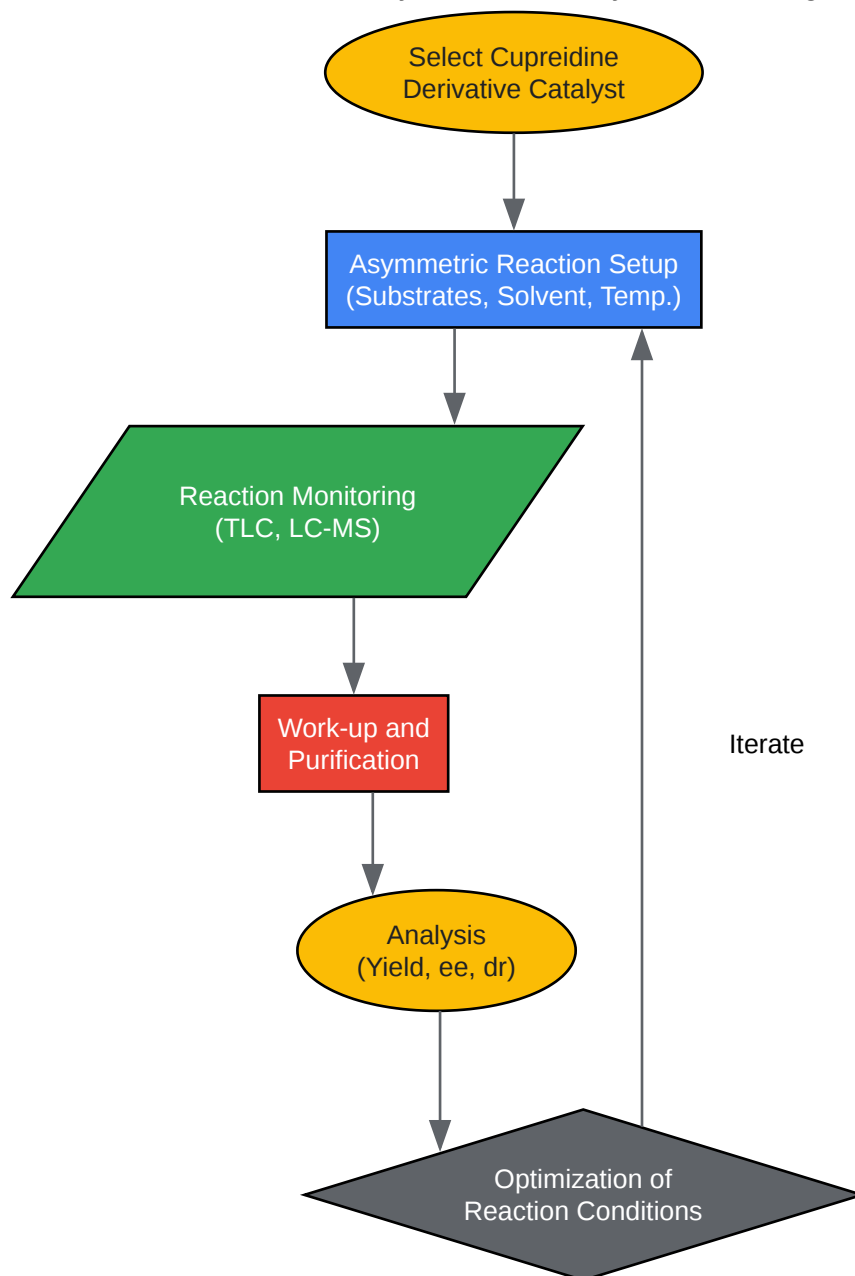 Select Cupreidine
Derivative Catalyst
Asymmetric Reaction Setup
(Substrates, Solvent, Temp.)
Reaction Monitoring
(TLC, LC-MS)
Work-up and
Purification
Iterate
Analysis
(Yield, ee, dr)
Optimization of
Reaction Conditions